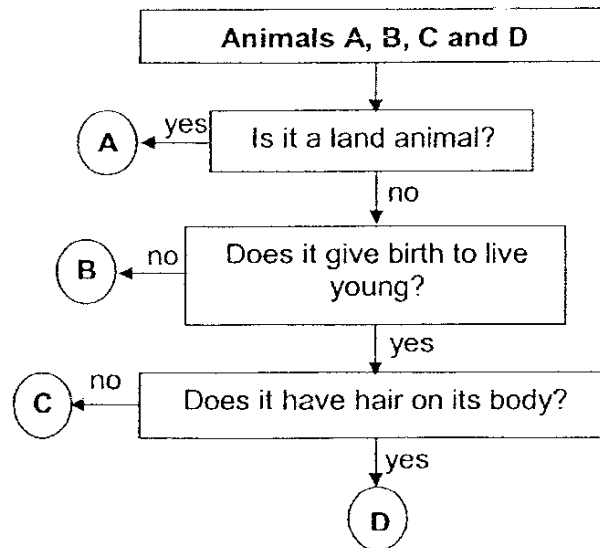 Animals A, B, C and D
A
yes
Is it a land animal?
no
B
no
Does it give birth to live
young?
yes
C
no
Does it have hair on its body?
yes
D